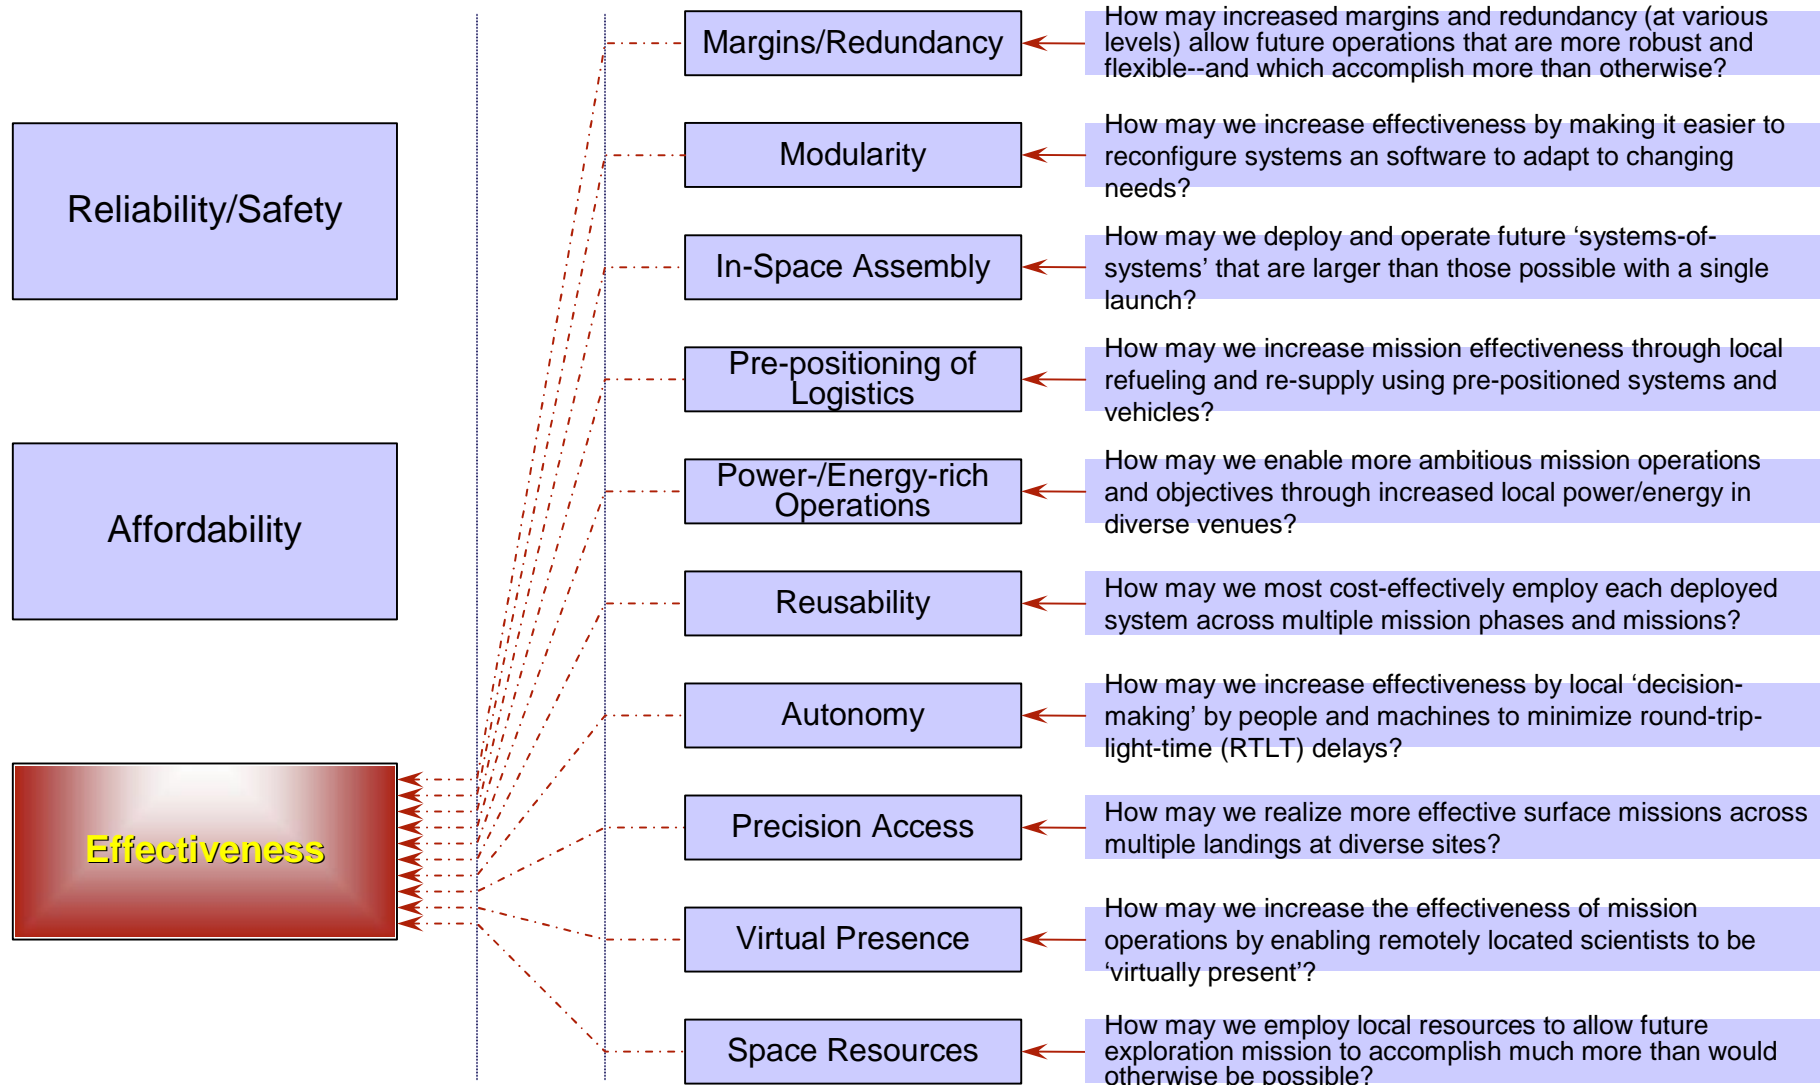 Reliability/Safety
Affordability
Effectiveness
Margins/Redundancy
How may increased margins and redundancy (at various
levels) allow future operations that are more robust and
flexible--and which accomplish more than otherwise?
Modularity
How may we increase effectiveness by making it easier to
reconfigure systems an software to adapt to changing
needs?
In-Space Assembly
How may we deploy and operate future ‘systems-of-
systems’ that are larger than those possible with a single
launch?
Pre-positioning of
Logistics
How may we increase mission effectiveness through local
refueling and re-supply using pre-positioned systems and
vehicles?
Power-/Energy-rich
Operations
How may we enable more ambitious mission operations
and objectives through increased local power/energy in
diverse venues?
Reusability
How may we most cost-effectively employ each deployed
system across multiple mission phases and missions?
Autonomy
How may we increase effectiveness by local ‘decision-
making’ by people and machines to minimize round-trip-
light-time (RTLT) delays?
Precision Access
How may we realize more effective surface missions across
multiple landings at diverse sites?
Virtual Presence
How may we increase the effectiveness of mission
operations by enabling remotely located scientists to be
‘virtually present’?
Space Resources
How may we employ local resources to allow future
exploration mission to accomplish much more than would
otherwise be possible?